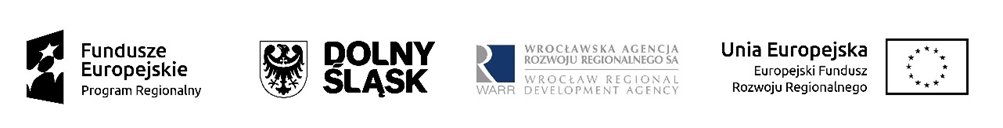 Fundusze
Europejskie
Program Regionalny
DOLNY
ŚLĄSK
WARR
WROCŁAWSKA AGENCJA
ROZWOJU REGIONALNEGO SA
WROCŁAW REGIONAL
DEVELOPMENT AGENCY
Unia Europejska
Europejski Fundusz
Rozwoju Regionalnego